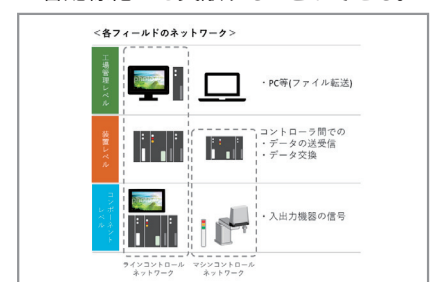 <各フィールドのネットワーク>
工場管理レベル
・PC等(ファイル転送)
装置レベル
コントローラ間での
・データの送受信
・データ交換
コンポーネント
レベル
・入出力機器の信号
ラインコントロール
ネットワーク
マシンコントロール
ネットワーク